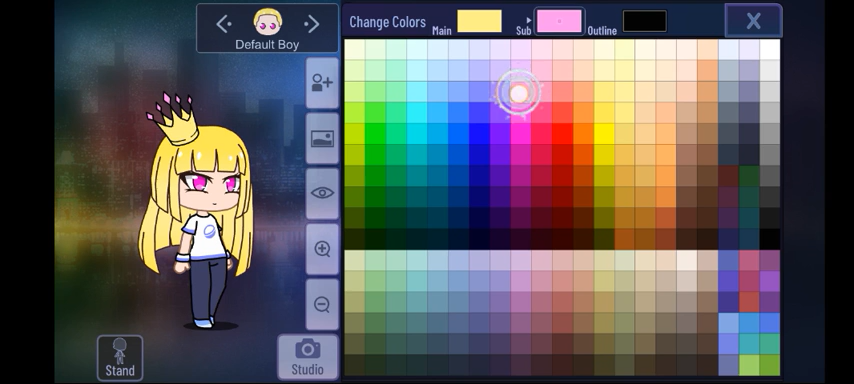 Default Boy
Change Colors
Main
Sub
Outline
X
Stand
Studio